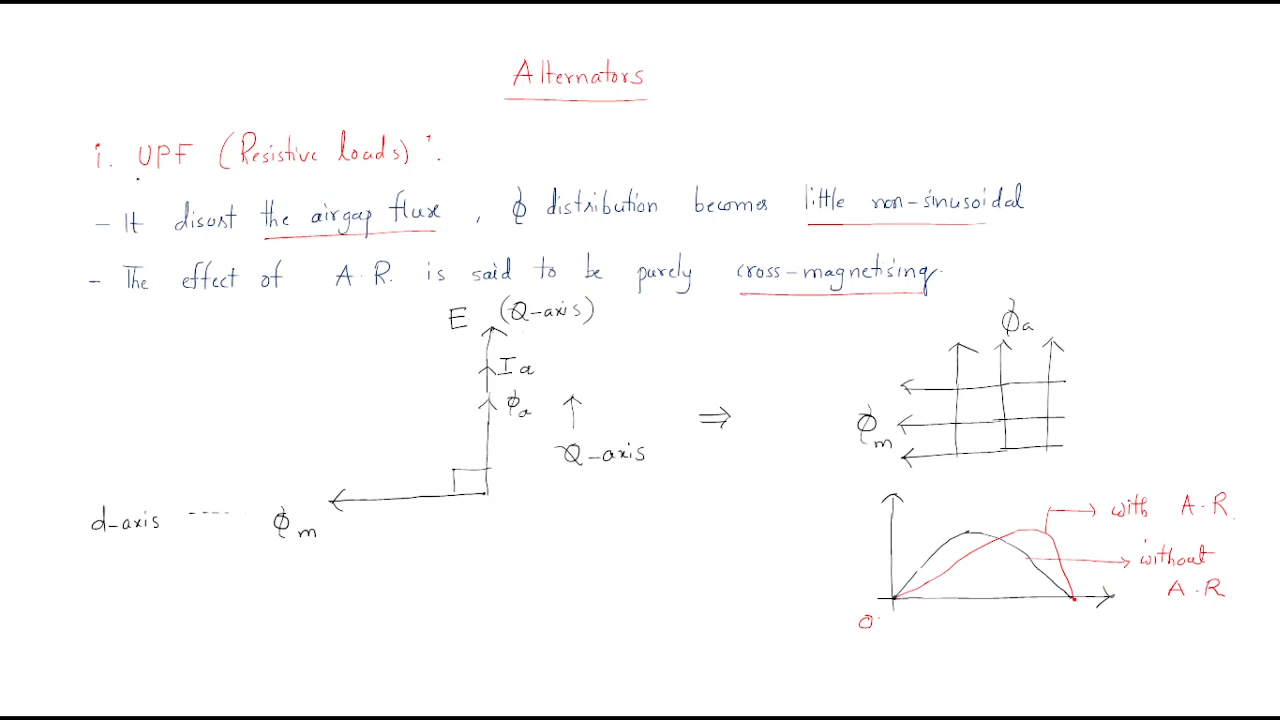 Alternators
i. UPF (Resistive loads) :
- It disort the airgap flux , ϕ distribution becomes little non-sinusoidal
- The effect of A.R. is said to be purely cross-magnetising.
E (Q-axis)
Ia
ϕa
Q-axis
d-axis ---- ϕm
⇒
ϕa
ϕm
with A.R.
without
A.R
0